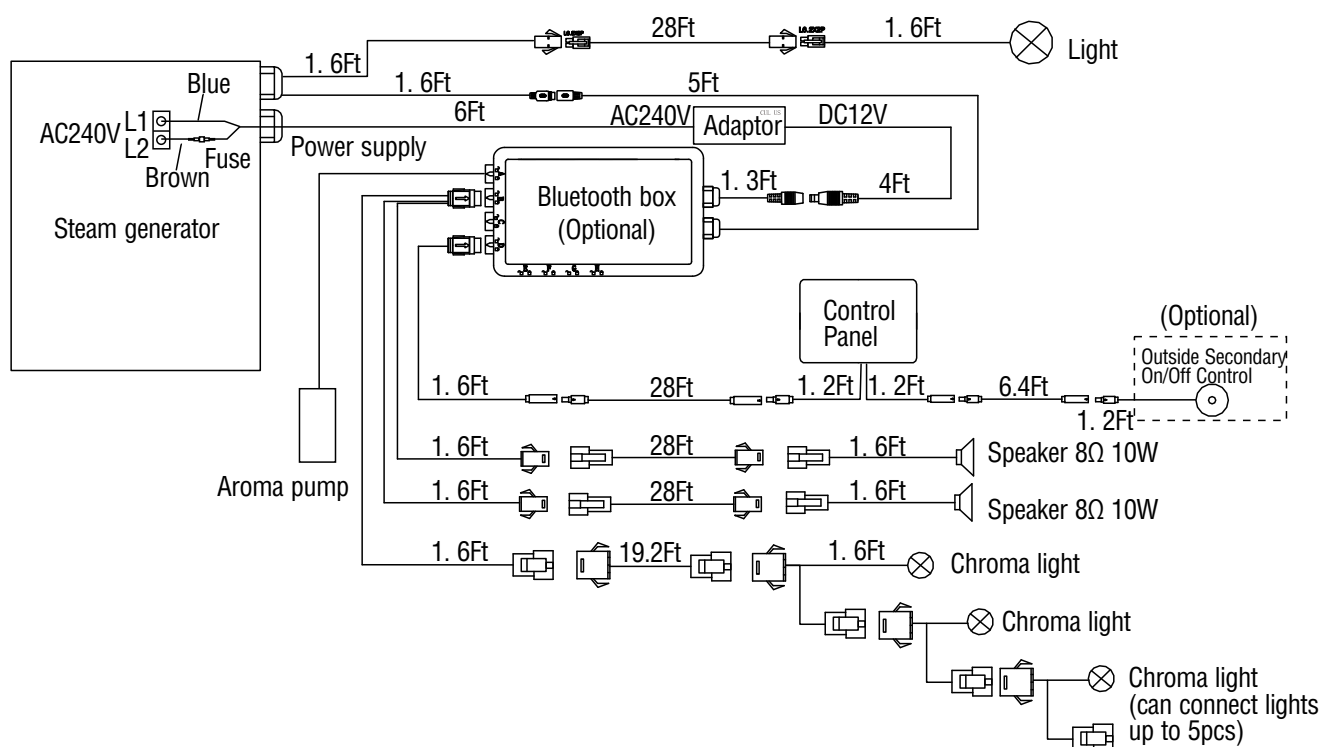 28Ft
1. 6Ft
Light
1. 6Ft
Blue
1. 6Ft
5Ft
6Ft
AC240V
Adaptor
CUL US
DC12V
AC240V
L1
L2
Fuse
Brown
Power supply
Steam generator
Bluetooth box
(Optional)
1. 3Ft
4Ft
A
B
C
D
E
F
G
H
Control
Panel
(Optional)
Outside Secondary
On/Off Control
1. 6Ft
28Ft
1. 2Ft
1. 2Ft
6.4Ft
1. 2Ft
Aroma pump
1. 6Ft
28Ft
1. 6Ft
Speaker 8Ω 10W
1. 6Ft
28Ft
1. 6Ft
Speaker 8Ω 10W
1. 6Ft
19.2Ft
1. 6Ft
Chroma light
Chroma light
Chroma light
(can connect lights
up to 5pcs)